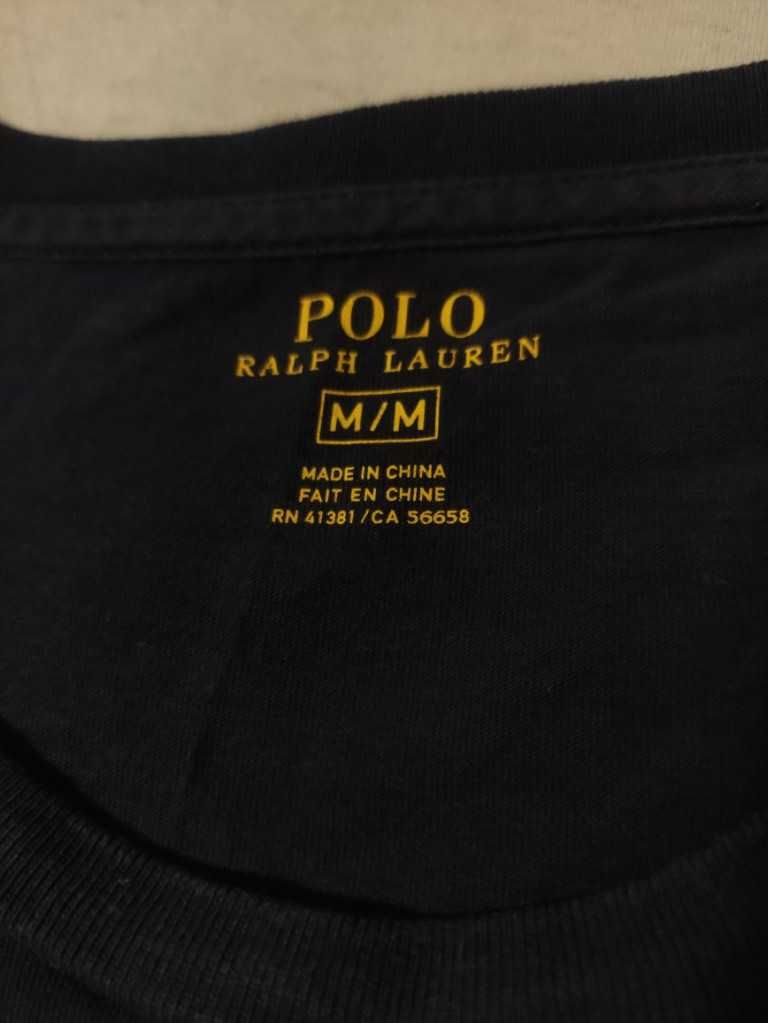 POLO
RALPH LAUREN
M/M
MADE IN CHINA
FAIT EN CHINE
RN 41381/CA 56658